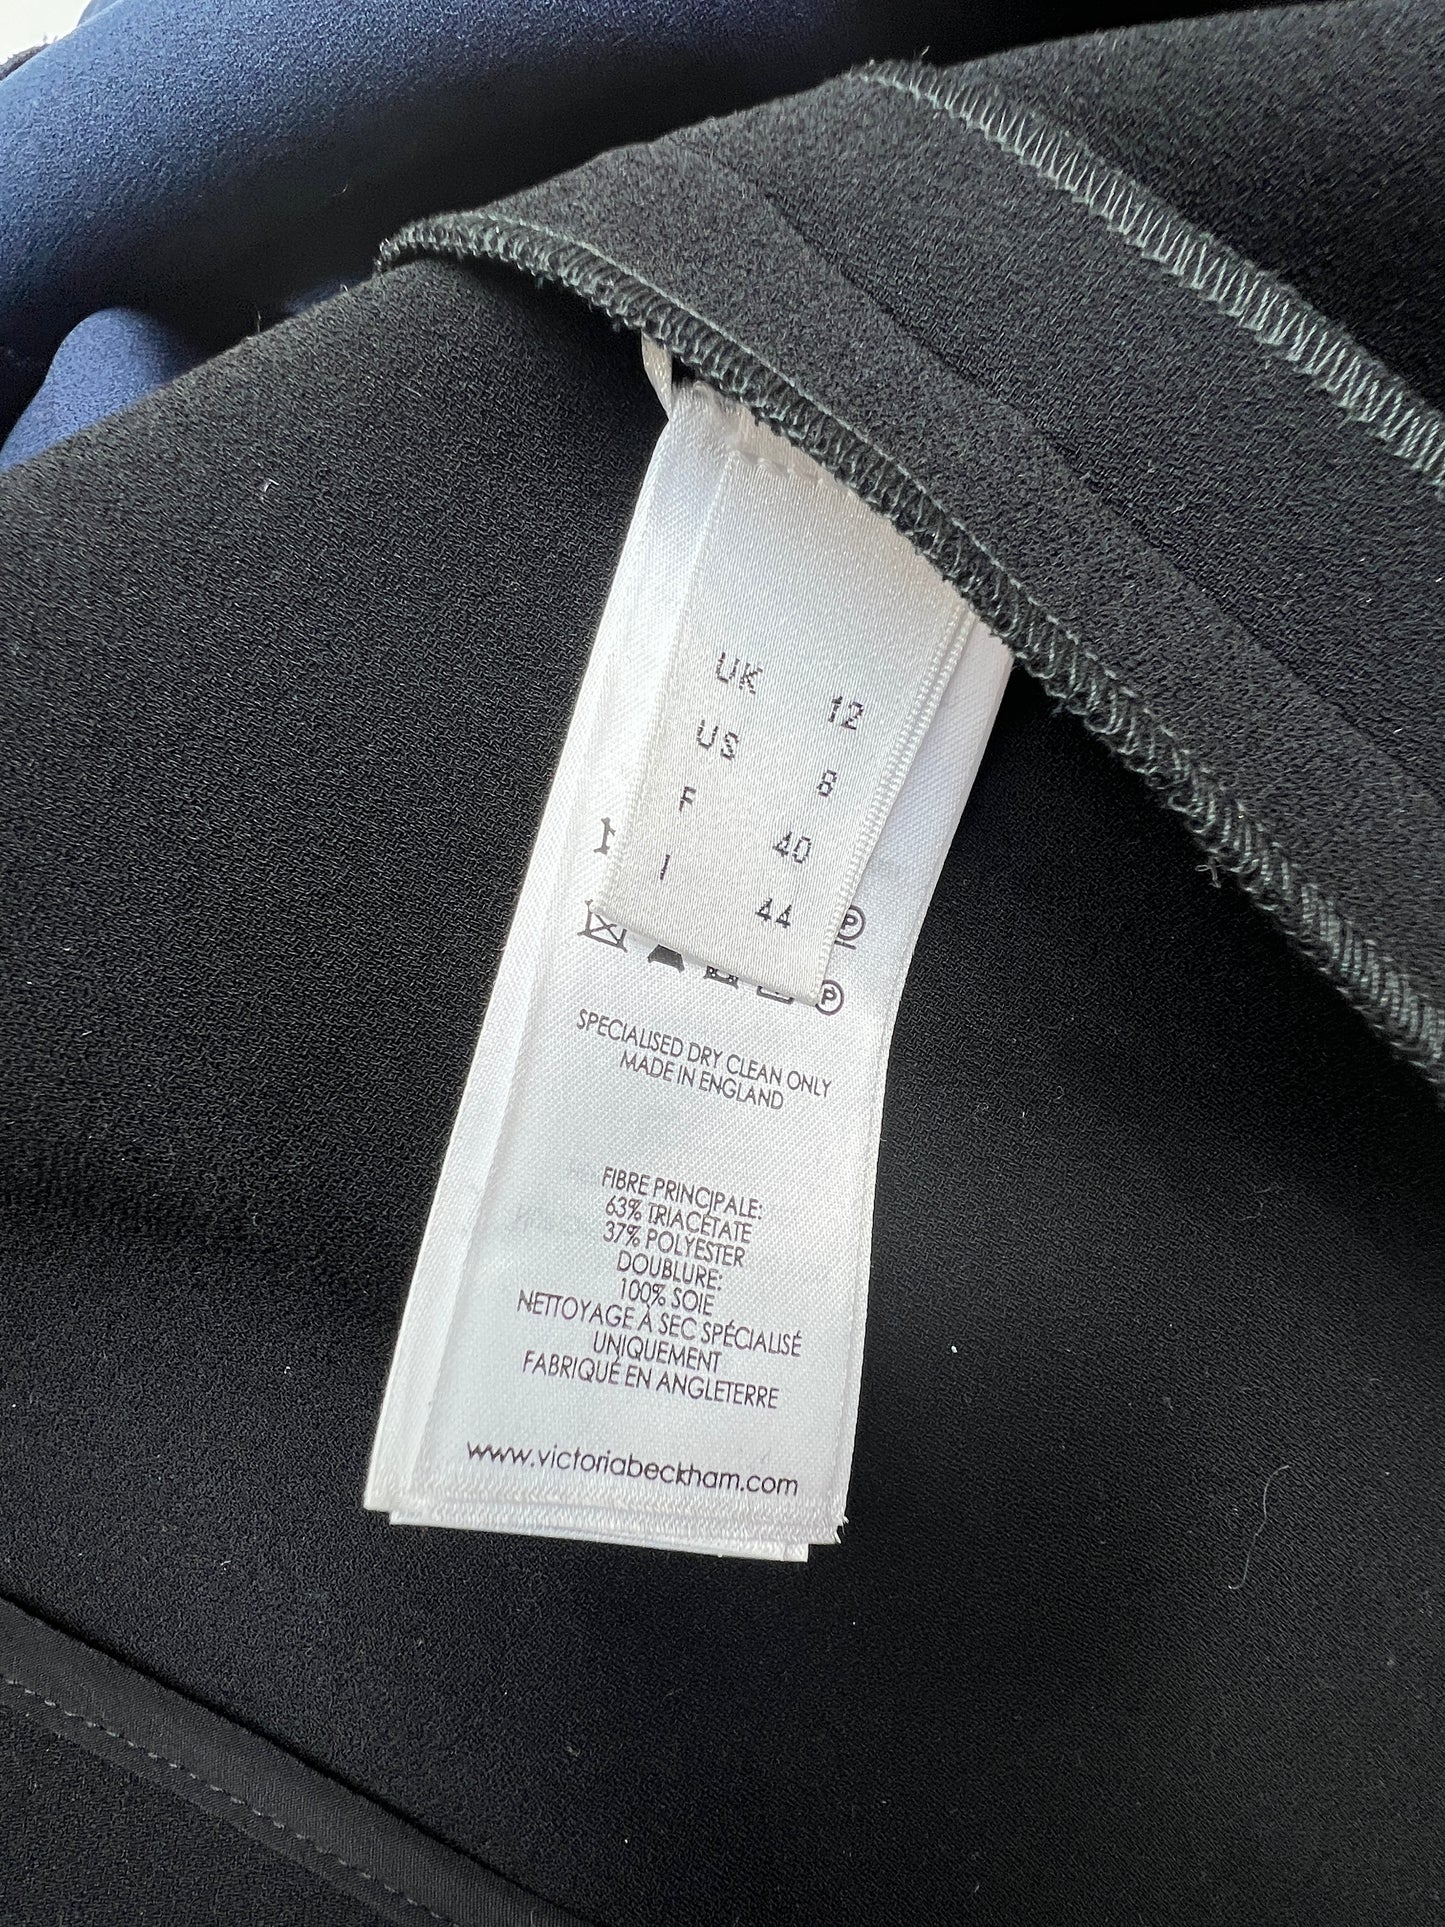 UK 12
US 8
F 40
I 44
P
P
SPECIALISED DRY CLEAN ONLY
MADE IN ENGLAND
FIBRE PRINCIPALE:
63% TRIACÉTATE
37% POLYESTER
DOUBLURE:
100% SOIE
NETTOYAGE À SEC SPÉCIALISÉ
UNIQUEMENT
FABRIQUÉ EN ANGLETERRE
www.victoriabeckham.com